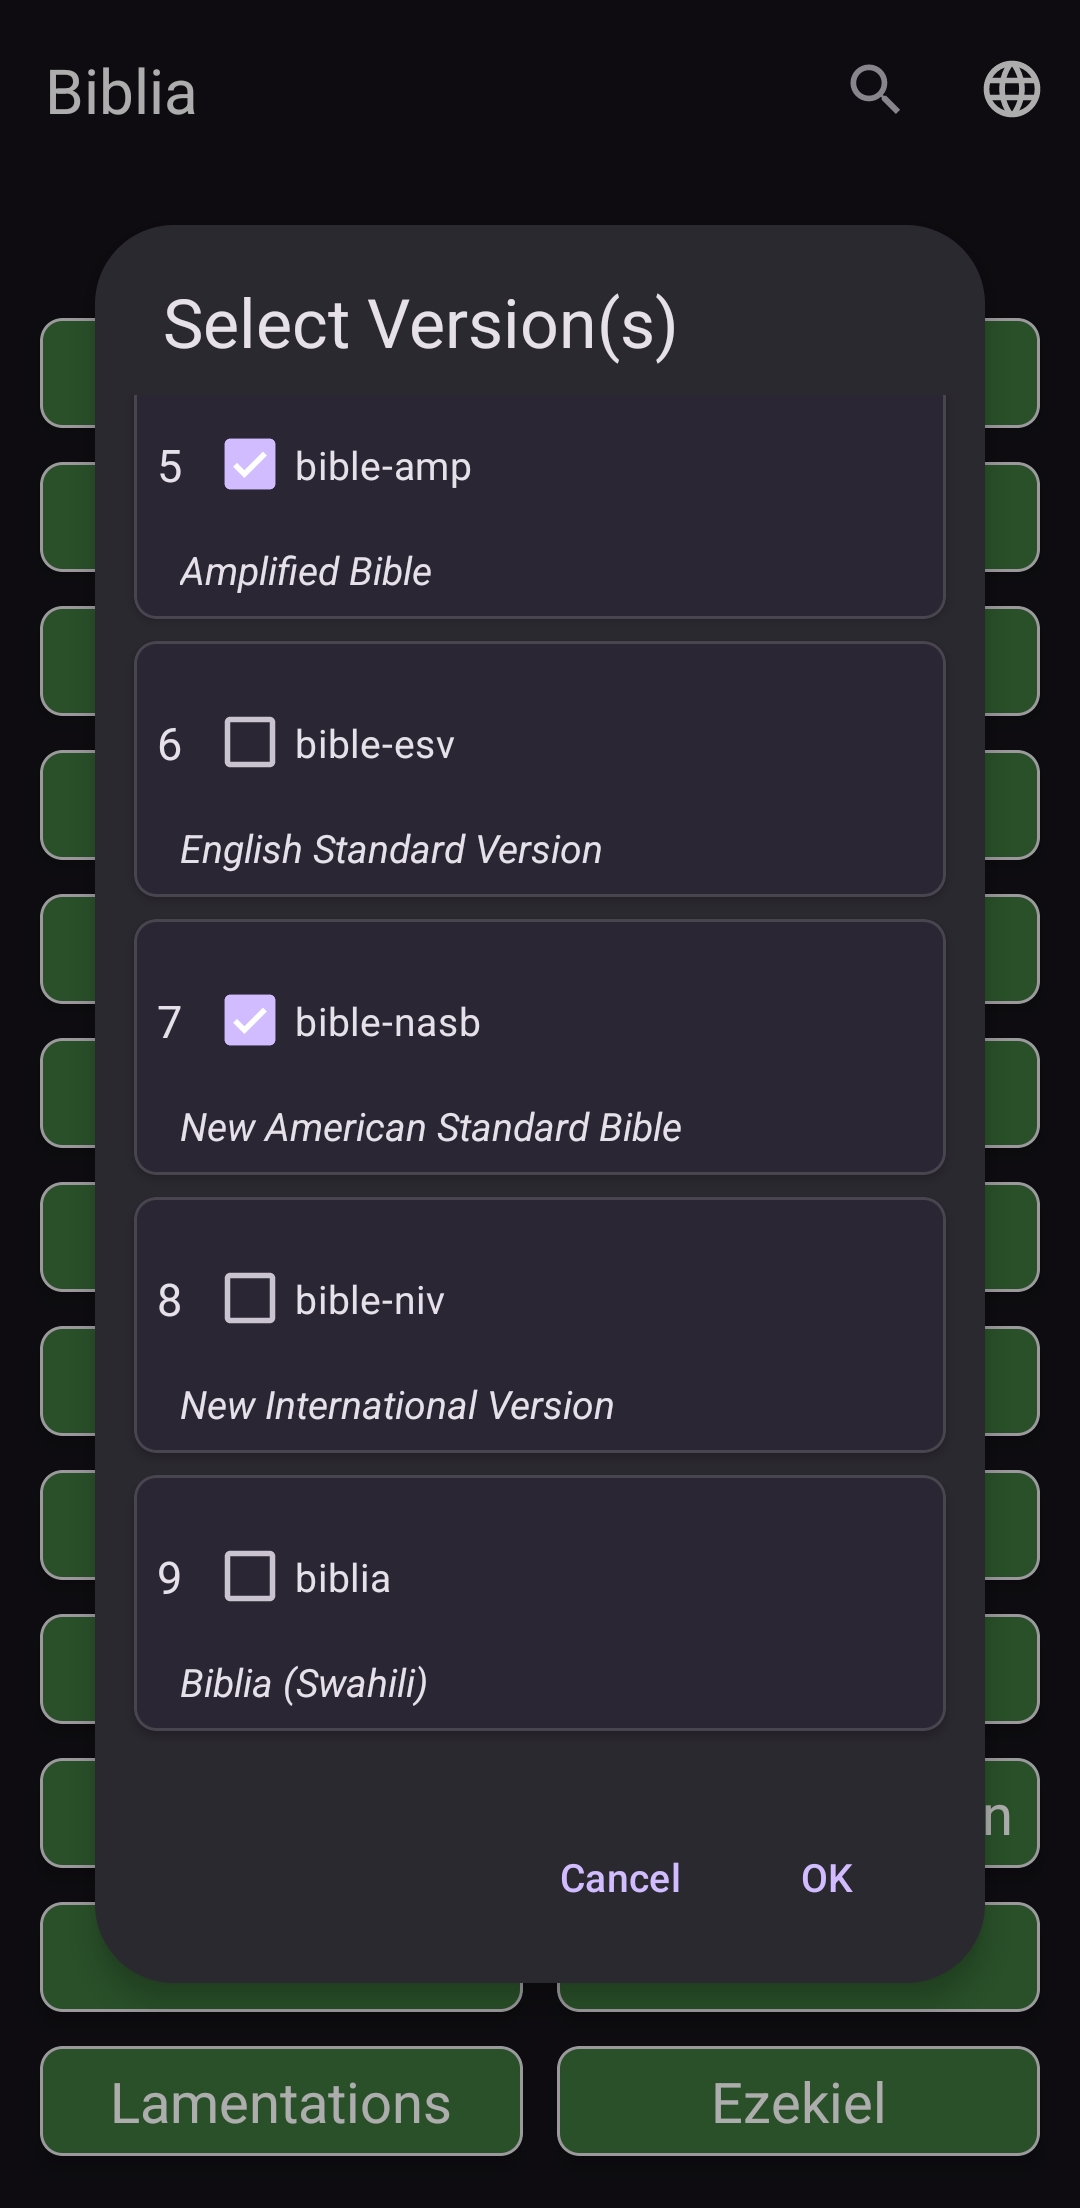 Biblia
Select Version(s)
5 bible-amp
Amplified Bible
6 bible-esv
English Standard Version
7 bible-nasb
New American Standard Bible
8 bible-niv
New International Version
9 biblia
Biblia (Swahili)
n
Cancel OK
Lamentations Ezekiel